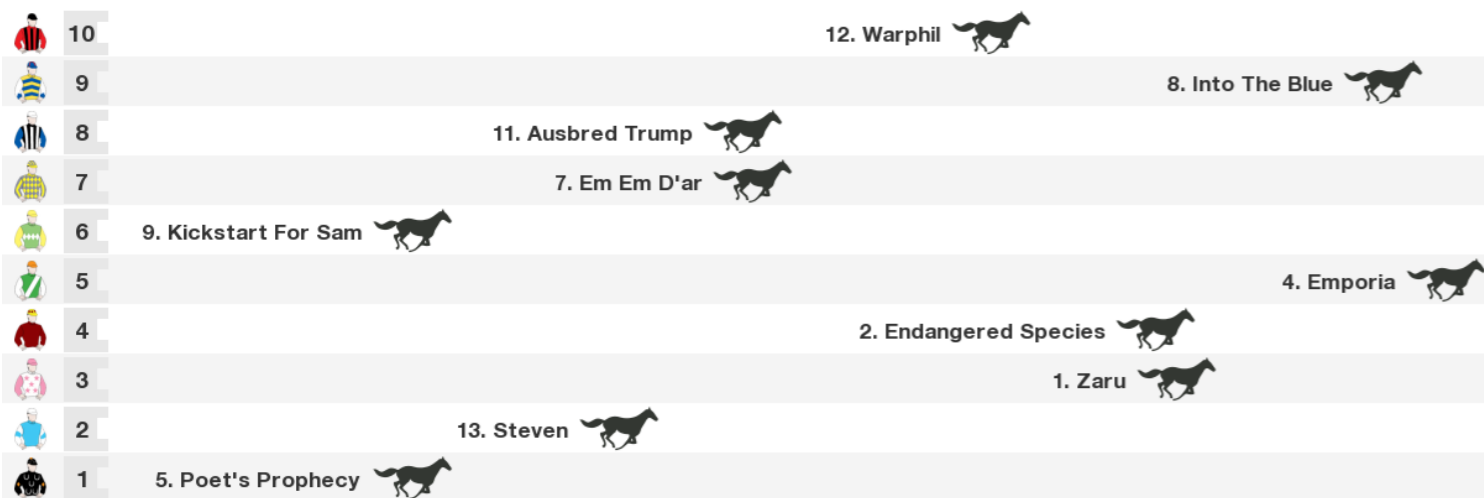 10 12. Warphil
9 8. Into The Blue
8 11. Ausbred Trump
7 7. Em Em D'ar
6 9. Kickstart For Sam
5 4. Emporia
4 2. Endangered Species
3 1. Zaru
2 13. Steven
1 5. Poet's Prophecy